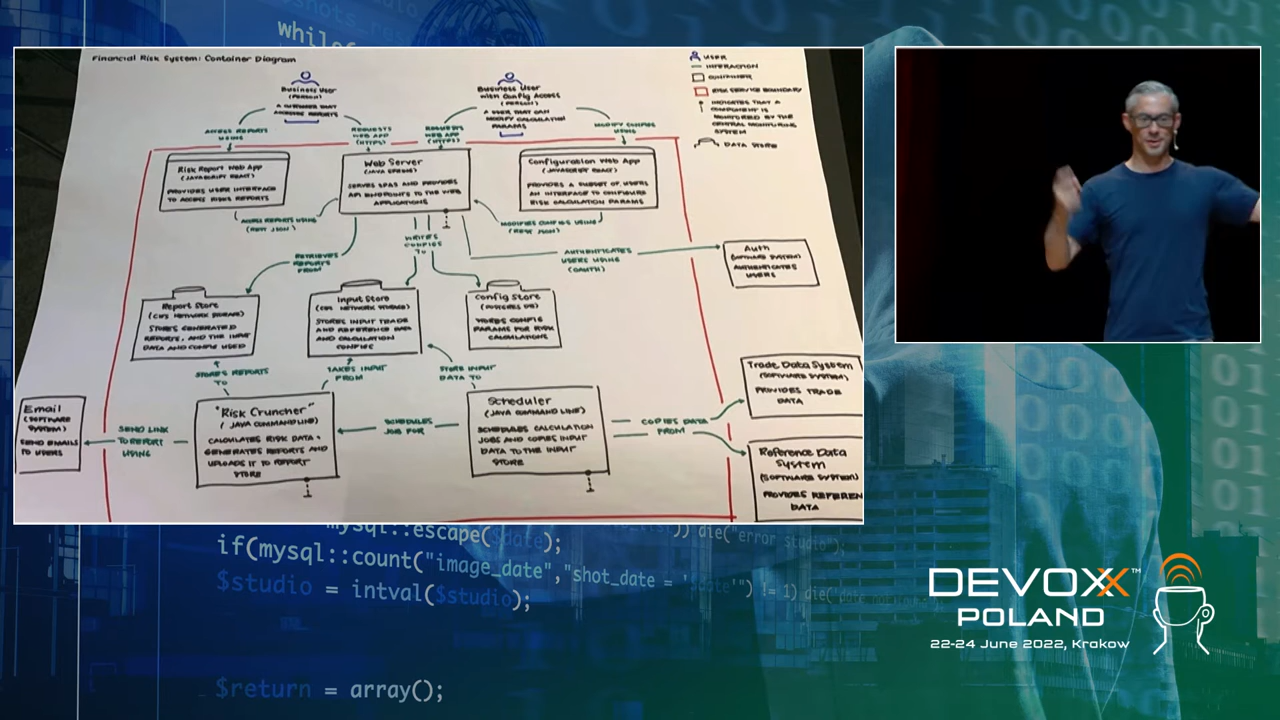 whilef
Financial Risk System: Container Diagram
Business User
(PERSON)
A CUSTOMER THAT
ACCESSES REPORTS
Business User
with Config Access
(PERSON)
A USER THAT CAN
MODIFY CALCULATION
PARAMS
USER
INTERACTION
CONTAINER
RISK SERVICE BOUNDARY
INDICATES THAT A
COMPONENT IS
MONITORED BY THE
CENTRAL MONITORING
SYSTEM
DATA STORE
ACCESS REPORTS
USING
REQUESTS
WEB APP
(HTTPS)
REQUESTS
WEB APP
(HTTPS)
MODIFY CONFIGS
USING
Risk Report Web App
(JAVASCRIPT REACT)
PROVIDES USER INTERFACE
TO ACCESS RISKS REPORTS
Web Server
(JAVA SPRING)
SERVES SPAS AND PROVIDES
API ENDPOINTS TO THE WEB
APPLICATIONS
Configuration Web App
(JAVASCRIPT REACT)
PROVIDES A SUBSET OF USERS
AN INTERFACE TO CONFIGURE
RISK CALCULATION PARAMS
ACCESS REPORTS USING
(REST JSON)
MODIFIES CONFIGS USING
(REST JSON)
WRITES
CONFIGS
TO
RETRIEVES
REPORTS
FROM
AUTHENTICATES
USERS USING
(OAUTH)
Auth
(SOFTWARE SYSTEM)
AUTHENTICATES
USERS
Report Store
(CIFS NETWORK STORAGE)
STORES GENERATED
REPORTS, AND THE INPUT
DATA AND CONFIG USED
Input Store
(CIFS NETWORK STORAGE)
STORES INPUT TRADE
AND REFERENCE DATA
AND CALCULATION
CONFIGS
Config Store
(POSTGRES DB)
HOLDS CONFIG
PARAMS FOR RISK
CALCULATIONS
STORES REPORTS
TO
TAKES INPUT
FROM
STORE INPUT
DATA TO
Email
(SOFTWARE
SYSTEM)
SEND EMAILS
TO USERS
SEND LINK
TO REPORT
USING
"Risk Cruncher"
(JAVA COMMAND LINE)
CALCULATES RISK DATA +
GENERATES REPORTS AND
UPLOADS IT TO REPORT
STORE
SCHEDULES
JOB FOR
Scheduler
(JAVA COMMAND LINE)
SCHEDULES CALCULATION
JOBS AND COPIES INPUT
DATA TO THE INPUT
STORE
COPIES DATA
FROM
Trade Data System
(SOFTWARE SYSTEM)
PROVIDES TRADE
DATA
Reference Data
System
(SOFTWARE SYSTEM)
PROVIDES REFEREN
DATA
mysql::escape($date);
die("error studio");
if(mysql::count("image_date","shot_date = '$date'") != 1) die(
$studio = intval($studio);
$return = array();
DEVOXX™
POLAND
22-24 June 2022, Krakow